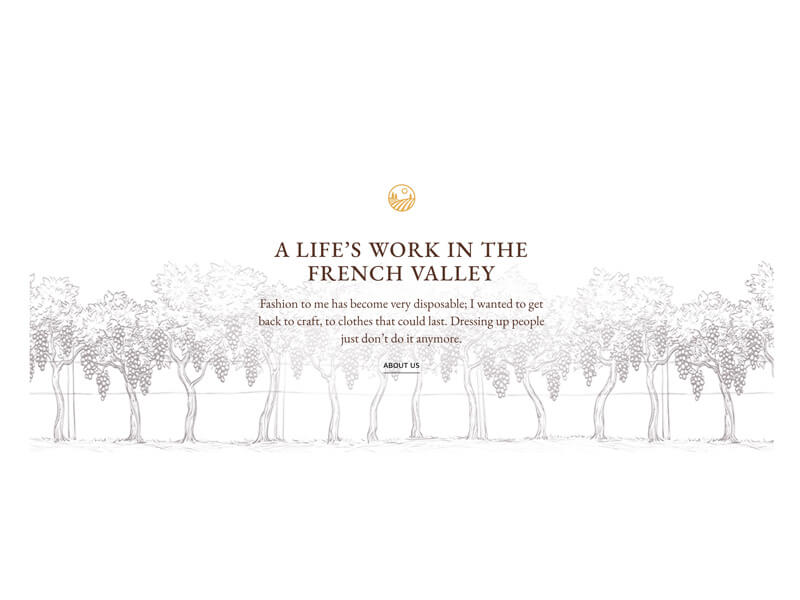 A LIFE’S WORK IN THE
FRENCH VALLEY
Fashion to me has become very disposable; I wanted to get
back to craft, to clothes that could last. Dressing up people
just don’t do it anymore.
ABOUT US